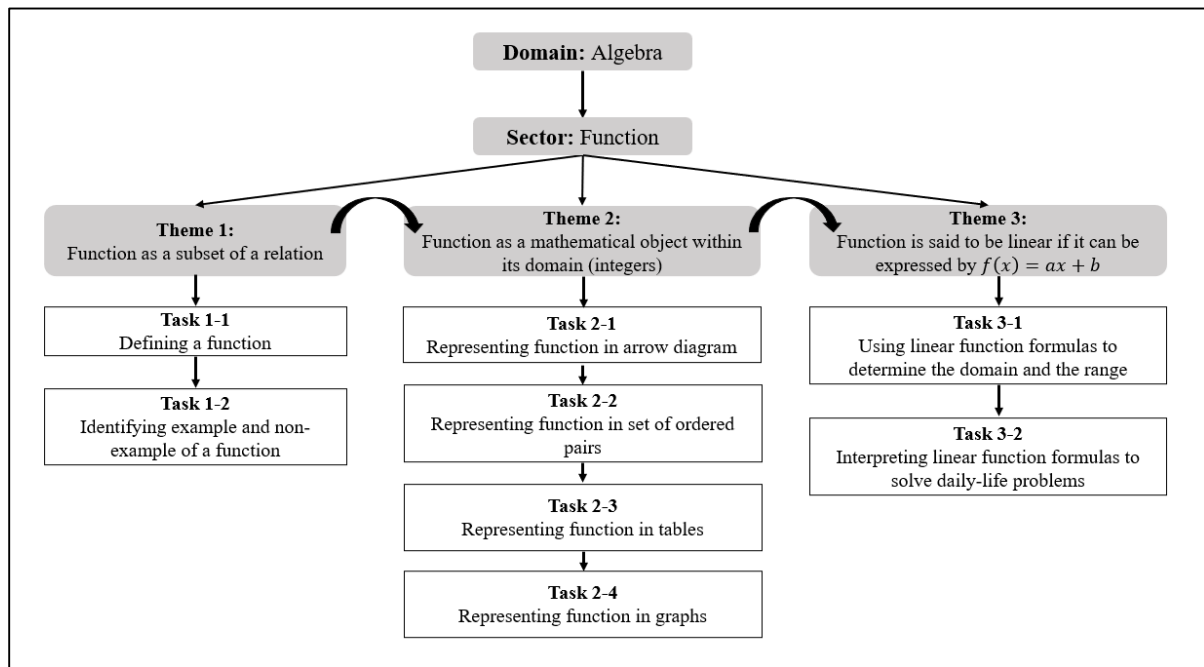 Domain: Algebra
Sector: Function
Theme 1:
Function as a subset of a relation
Task 1-1
Defining a function
Task 1-2
Identifying example and non-
example of a function
Theme 2:
Function as a mathematical object within
its domain (integers)
Task 2-1
Representing function in arrow diagram
Task 2-2
Representing function in set of ordered
pairs
Task 2-3
Representing function in tables
Task 2-4
Representing function in graphs
Theme 3:
Function is said to be linear if it can be
expressed by f(x) = ax + b
Task 3-1
Using linear function formulas to
determine the domain and the range
Task 3-2
Interpreting linear function formulas to
solve daily-life problems